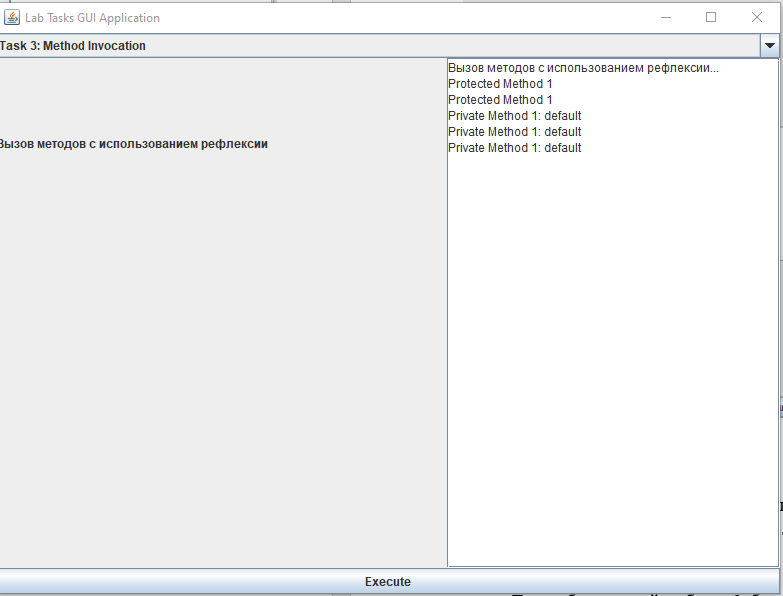 Lab Tasks GUI Application
Task 3: Method Invocation
Вызов методов с использованием рефлексии
Вызов методов с использованием рефлексии...
Protected Method 1
Protected Method 1
Private Method 1: default
Private Method 1: default
Private Method 1: default
Execute